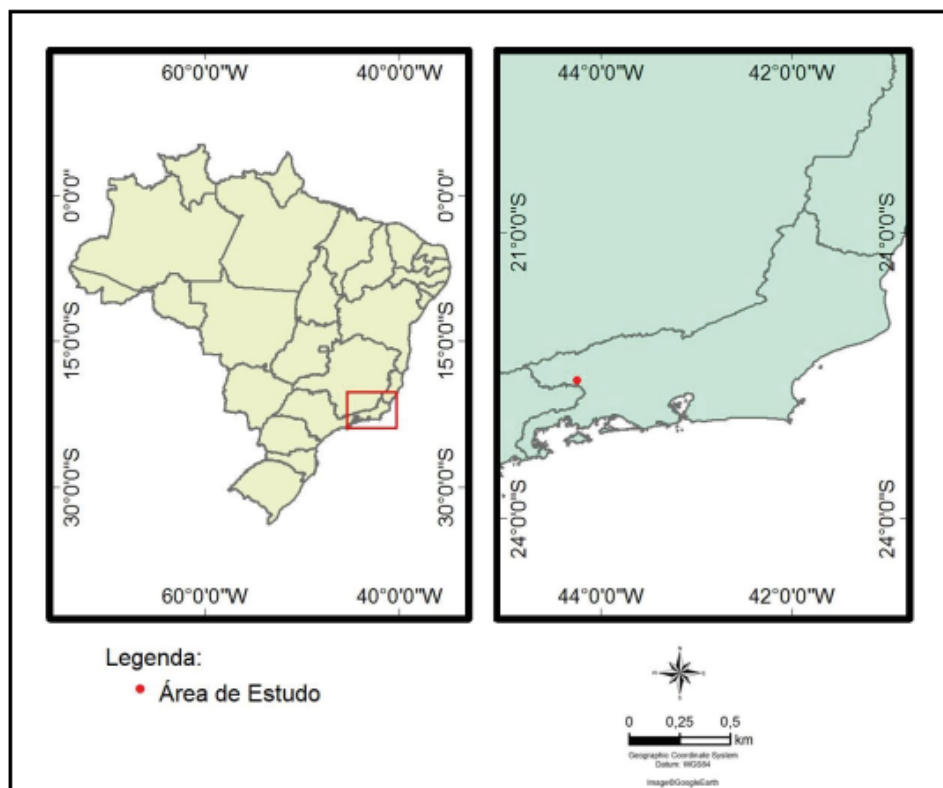 60°0'0"W 40°0'0"W
44°0'0"W 42°0'0"W
0°0'0" 0°0'0"
15°0'0"S 15°0'0"S
30°0'0"S 30°0'0"S
21°0'0"S 21°0'0"S
24°0'0"S 24°0'0"S
60°0'0"W 40°0'0"W
44°0'0"W 42°0'0"W
Legenda:
Área de Estudo
0 0,25 0,5
km
Geographic Coordinate System
Datum: WGS84
Image©GoogleEarth